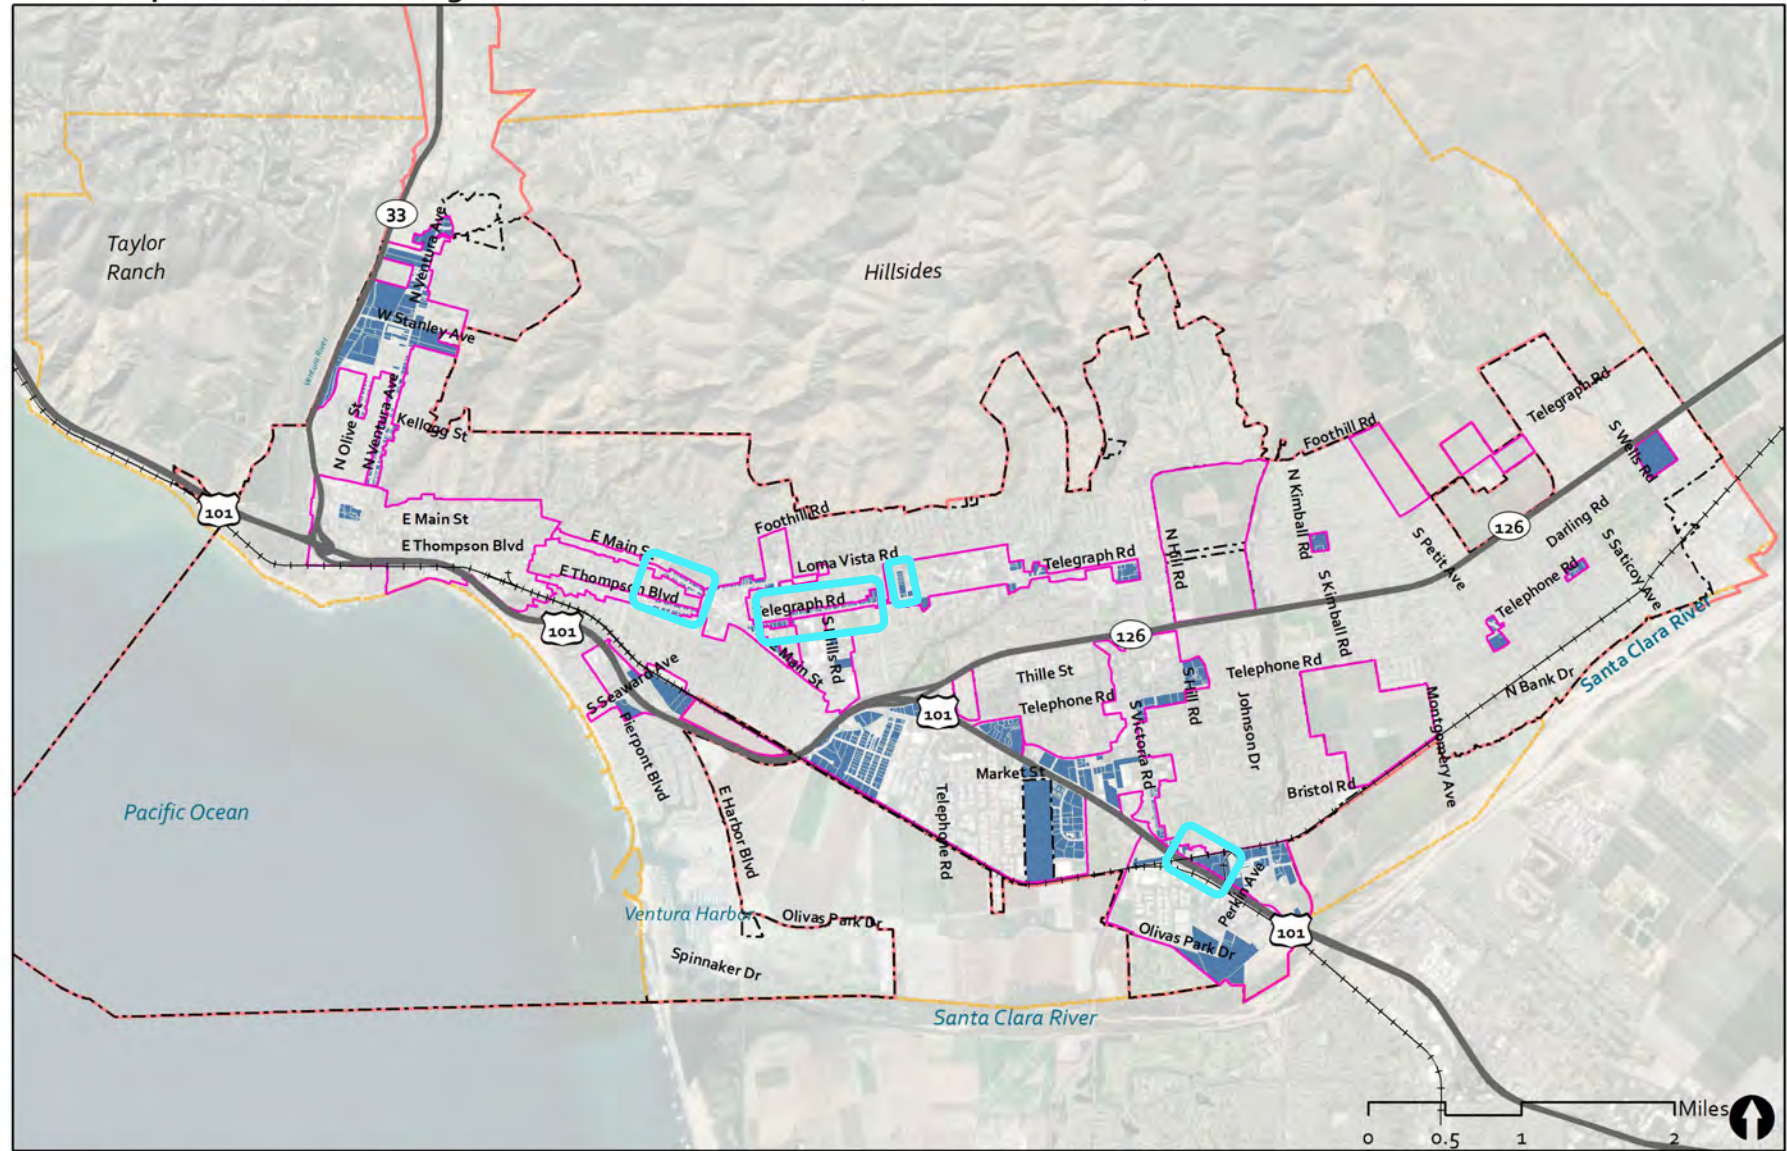 33
Taylor
Ranch
N Ventura Ave
Hillsides
W Stanley Ave
Ventura River
N Olive St
N Ventura Ave
Kellogg St
Telegraph Rd
Foothill Rd
S Wells Rd
101
E Main St
E Thompson Blvd
E Main S
Foothill Rd
Loma Vista Rd
Telegraph Rd
N Hill Rd
N Kimball Rd
S Petit Ave
126
Darling Rd
S Saticoy Ave
Telephone Rd
E Thompson Blvd
elegraph Rd
S Kimball Rd
101
126
Main St
Santa Clara River
S Seaward Ave
Thille St
Telephone Rd
S Hill Rd
Telephone Rd
N Bank Dr
Pierpont Blvd
101
S Victoria Rd
Johnson Dr
Montgomery Ave
Market St
Bristol Rd
Pacific Ocean
E Harbor Blvd
Telephone Rd
Perkin Ave
Ventura Harbor
Olivas Park Dr
Olivas Park Dr
101
Spinnaker Dr
Santa Clara River
Miles
0
0.5
1
2